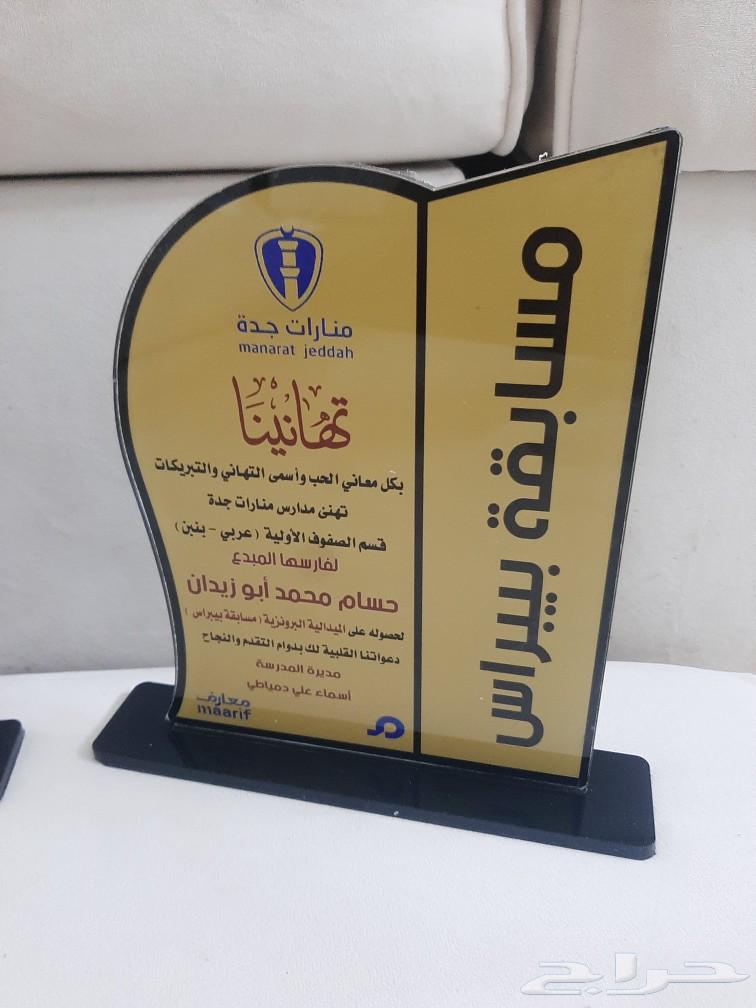 منارات جدة
manarat jeddah
تهانينا
بكل معاني الحب وأسمى التهاني والتبريكات
تهنئ مدارس منارات جدة
قسم الصفوف الأولية ( عربي - بنين )
لفارسها المبدع
حسام محمد أبو زيدان
لحصوله على الميدالية البرونزية ( مسابقة بيبراس )
دعواتنا القلبية لك بدوام التقدم والنجاح
مديرة المدرسة
أسماء علي دمياطي
معارف
maarif
مسابقة بيبراس
حراج